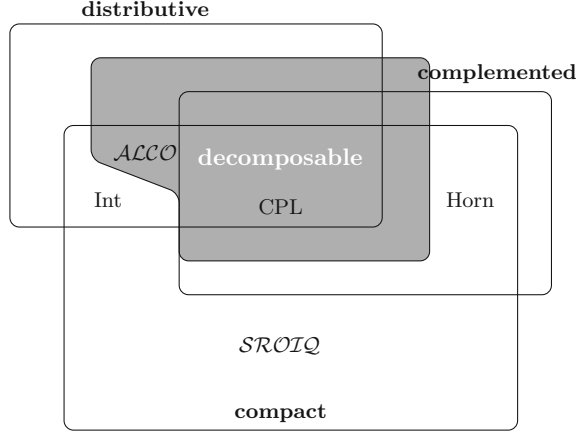 distributive
complemented
ALCO
decomposable
Int
CPL
Horn
SROIQ
compact